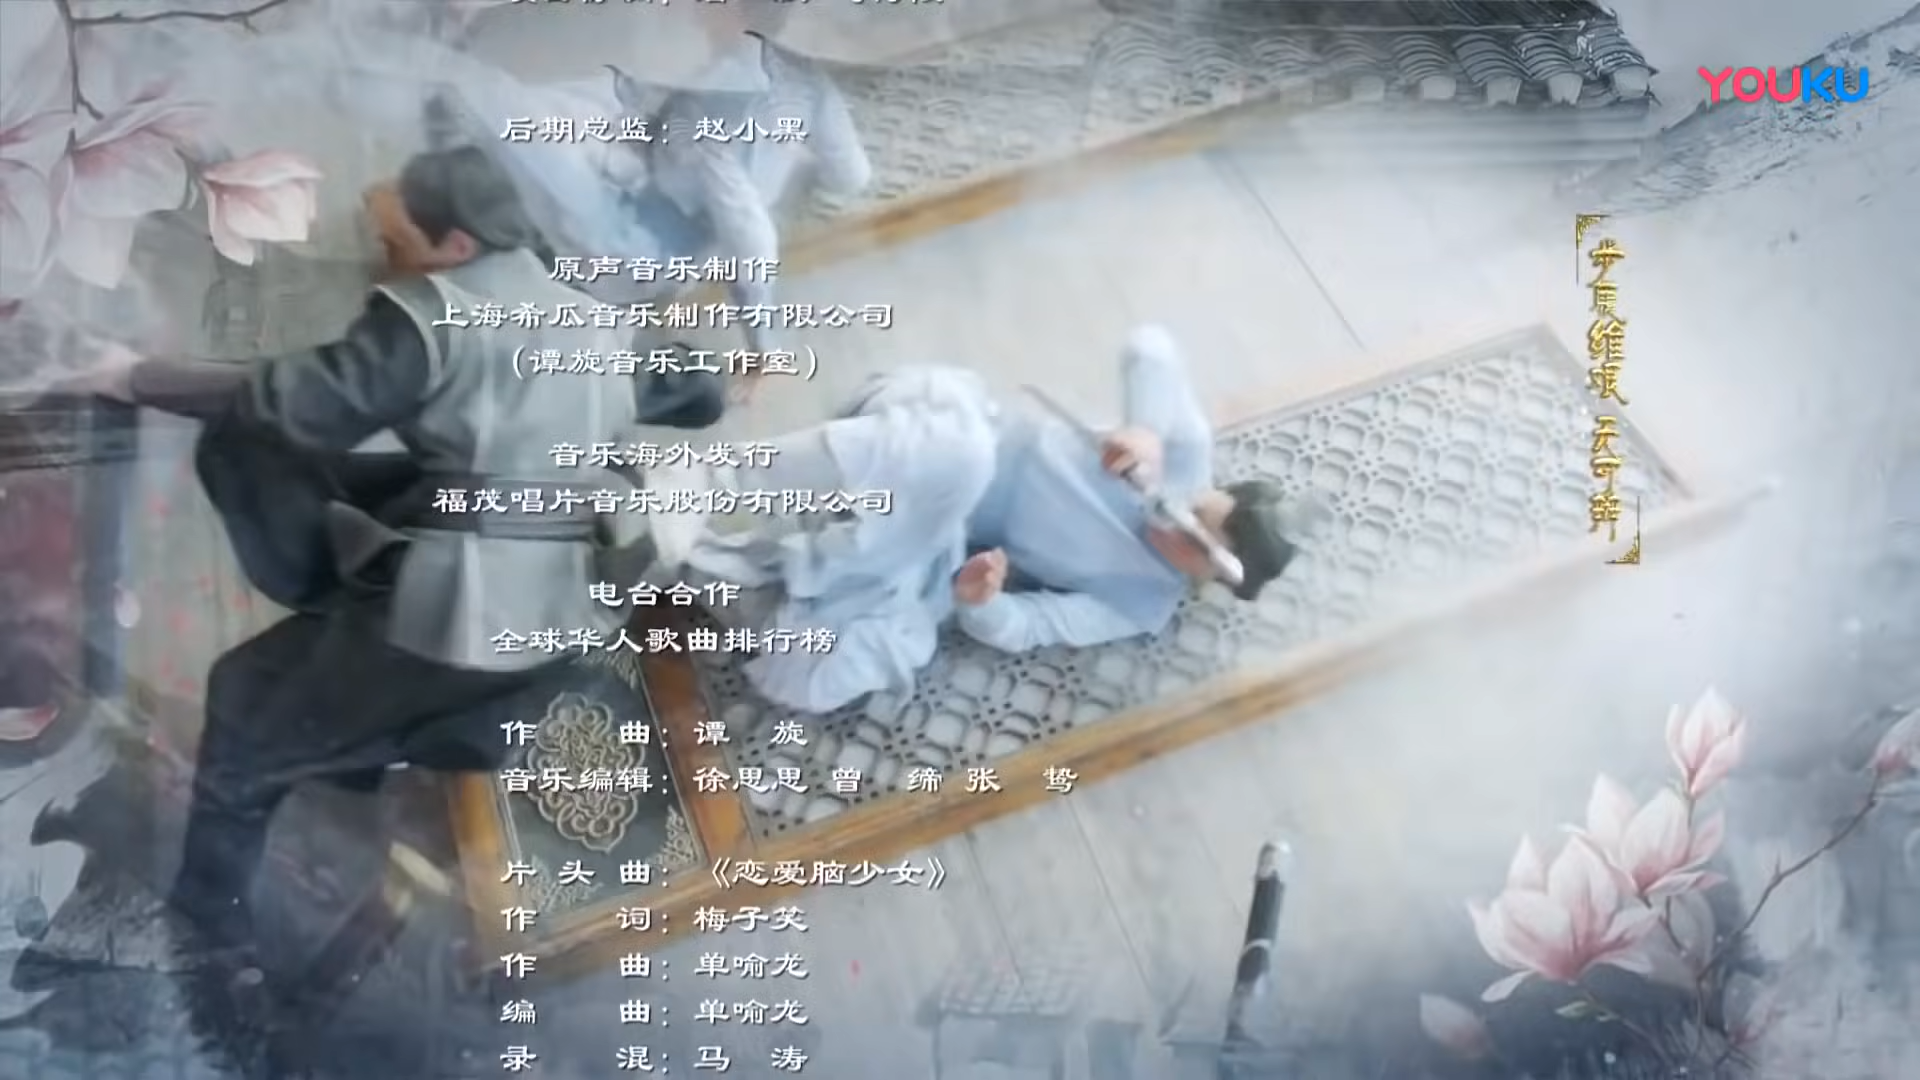 YOUKU
后期总监：赵小黑
原声音乐制作
上海希瓜音乐制作有限公司
（谭旋音乐工作室）
音乐海外发行
福茂唱片音乐股份有限公司
电台合作
全球华人歌曲排行榜
作 曲：谭 旋
音乐编辑：徐思思 曾 缔 张 鸷
片 头 曲：《恋爱脑少女》
作 词：梅子笑
作 曲：单喻龙
编 曲：单喻龙
录 混：马 涛